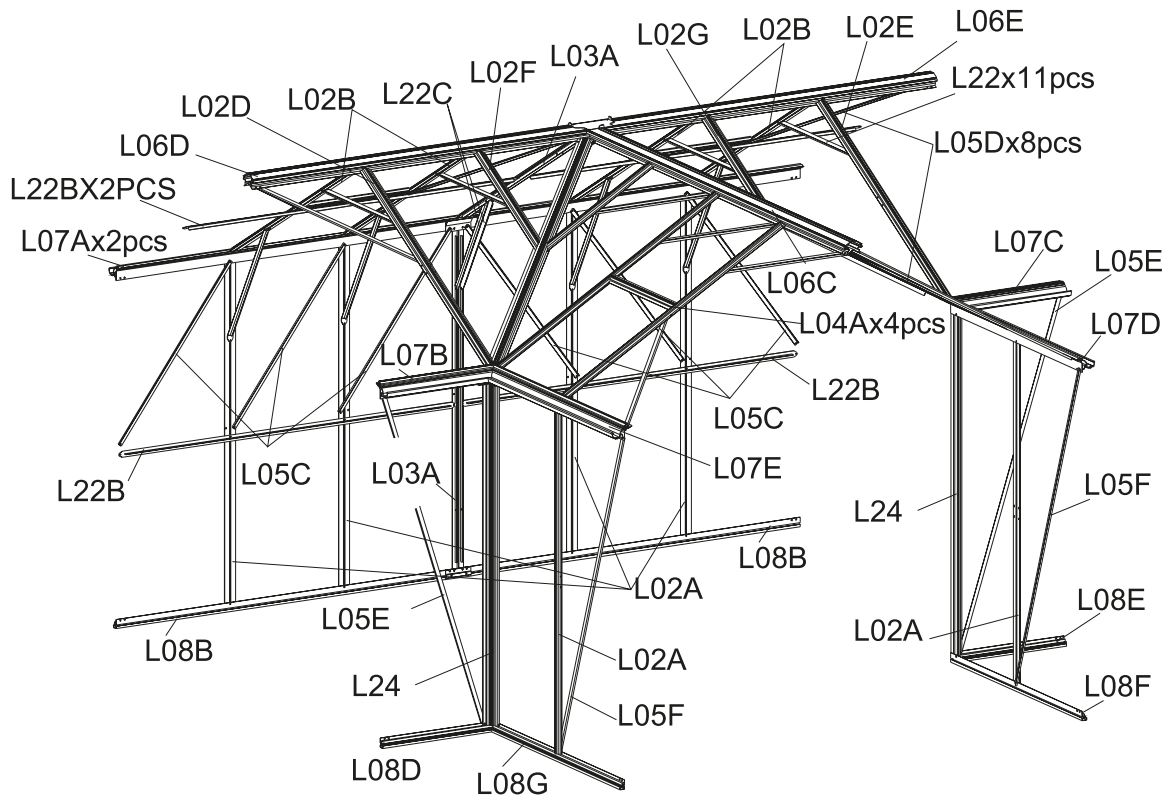 L06E
L02E
L02B
L02G
L03A
L02F
L22x11pcs
L22C
L02B
L02D
L06D
L05Dx8pcs
L22BX2PCS
L07Ax2pcs
L07C
L05E
L06C
L04Ax4pcs
L07D
L07B
L22B
L05C
L05C
L03A
L07E
L22B
L05F
L24
L08B
L02A
L05E
L08E
L02A
L08B
L02A
L24
L08F
L05F
L08D
L08G